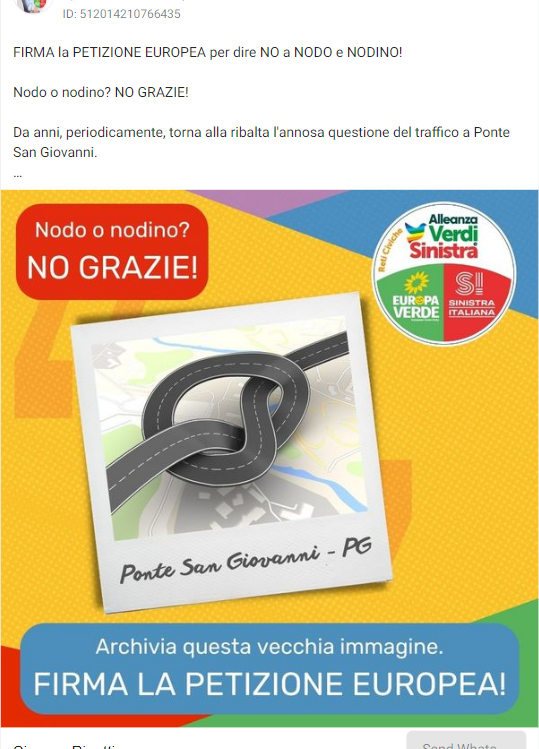 ID: 512014210766435
FIRMA la PETIZIONE EUROPEA per dire NO a NODO e NODINO!
Nodo o nodino? NO GRAZIE!
Da anni, periodicamente, torna alla ribalta l'annosa questione del traffico a Ponte
San Giovanni.
...
Nodo o nodino?
NO GRAZIE!
Reti Civiche
Alleanza
Verdi
Sinistra
EUROPA
VERDE
S!
SINISTRA
ITALIANA
Ponte San Giovanni - PG
Archivia questa vecchia immagine.
FIRMA LA PETIZIONE EUROPEA!